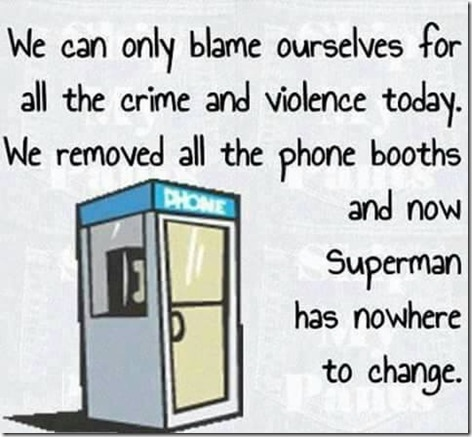 We can only blame ourselves for
all the crime and violence today.
We removed all the phone booths
PHONE
and now
Superman
has nowhere
to change.